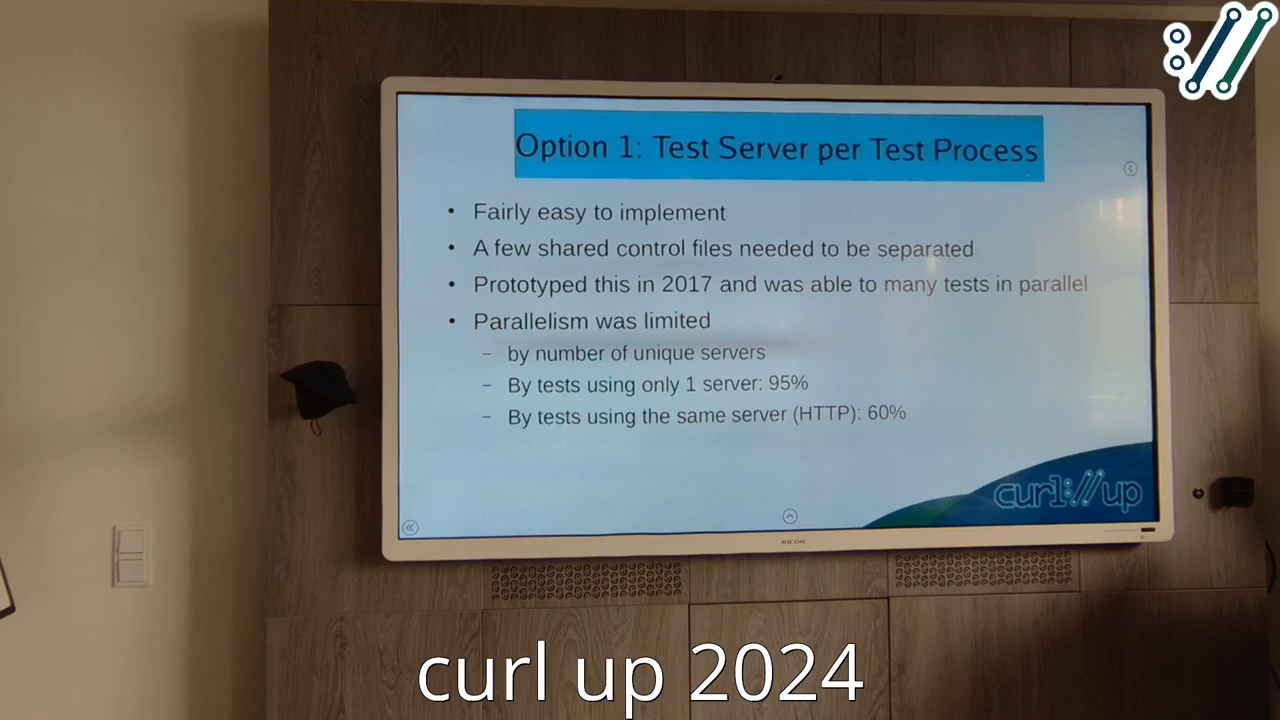 Option 1: Test Server per Test Process
• Fairly easy to implement
• A few shared control files needed to be separated
• Prototyped this in 2017 and was able to many tests in parallel
• Parallelism was limited
– by number of unique servers
– By tests using only 1 server: 95%
– By tests using the same server (HTTP): 60%
curl:// up
RICOH
curl up 2024